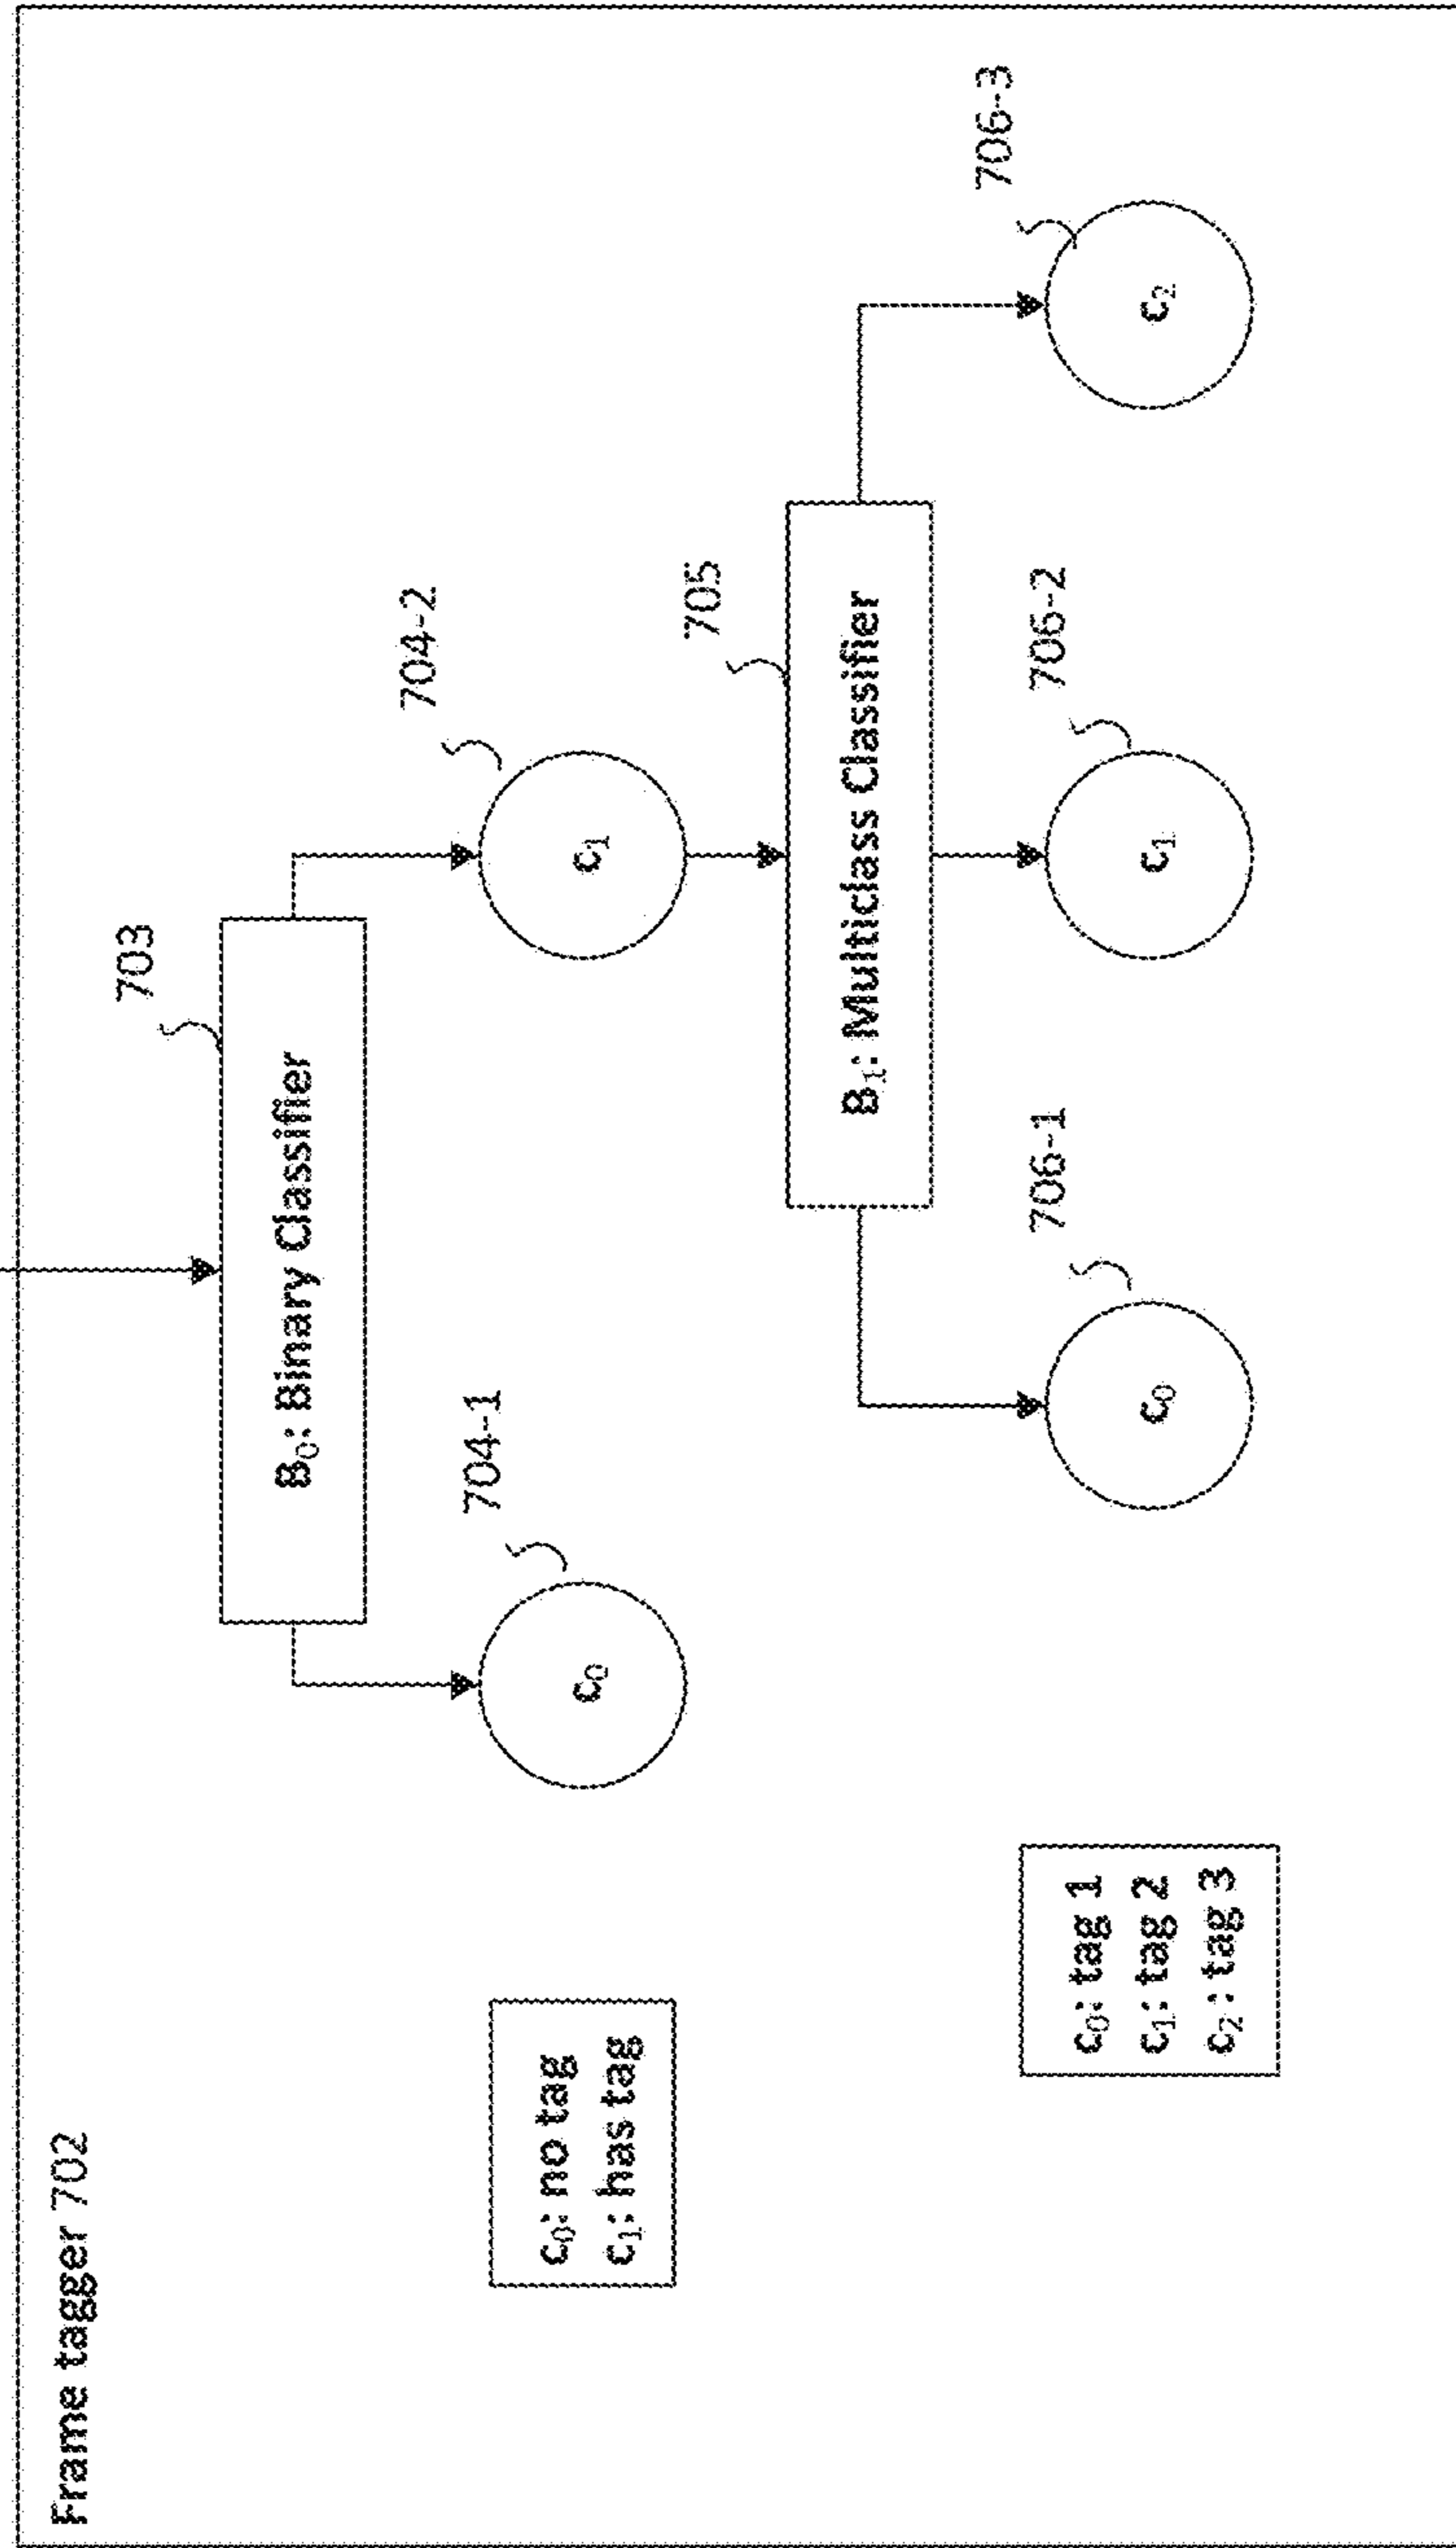 Frame tagger 702
703
B₀: Binary Classifier
704-1
704-2
c₀
c₁
c₀: no tag
c₁: has tag
705
B₁: Multiclass Classifier
706-1
706-2
706-3
c₀
c₁
c₂
c₀: tag 1
c₁: tag 2
c₂ : tag 3